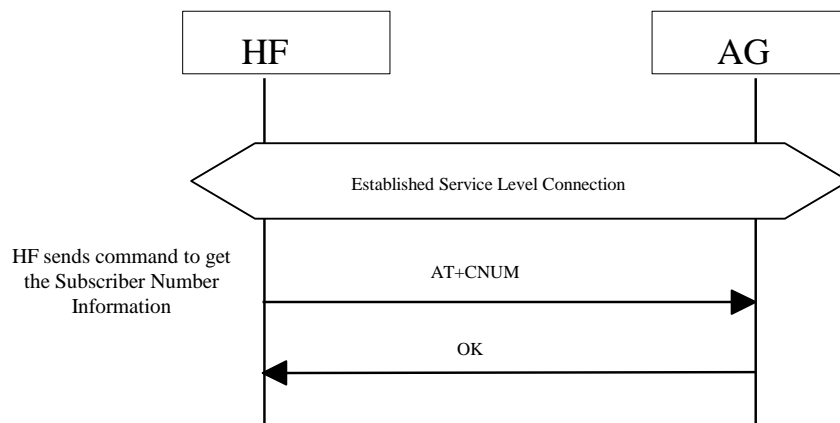 HF
AG
Established Service Level Connection
HF sends command to get
the Subscriber Number
Information
AT+CNUM
OK